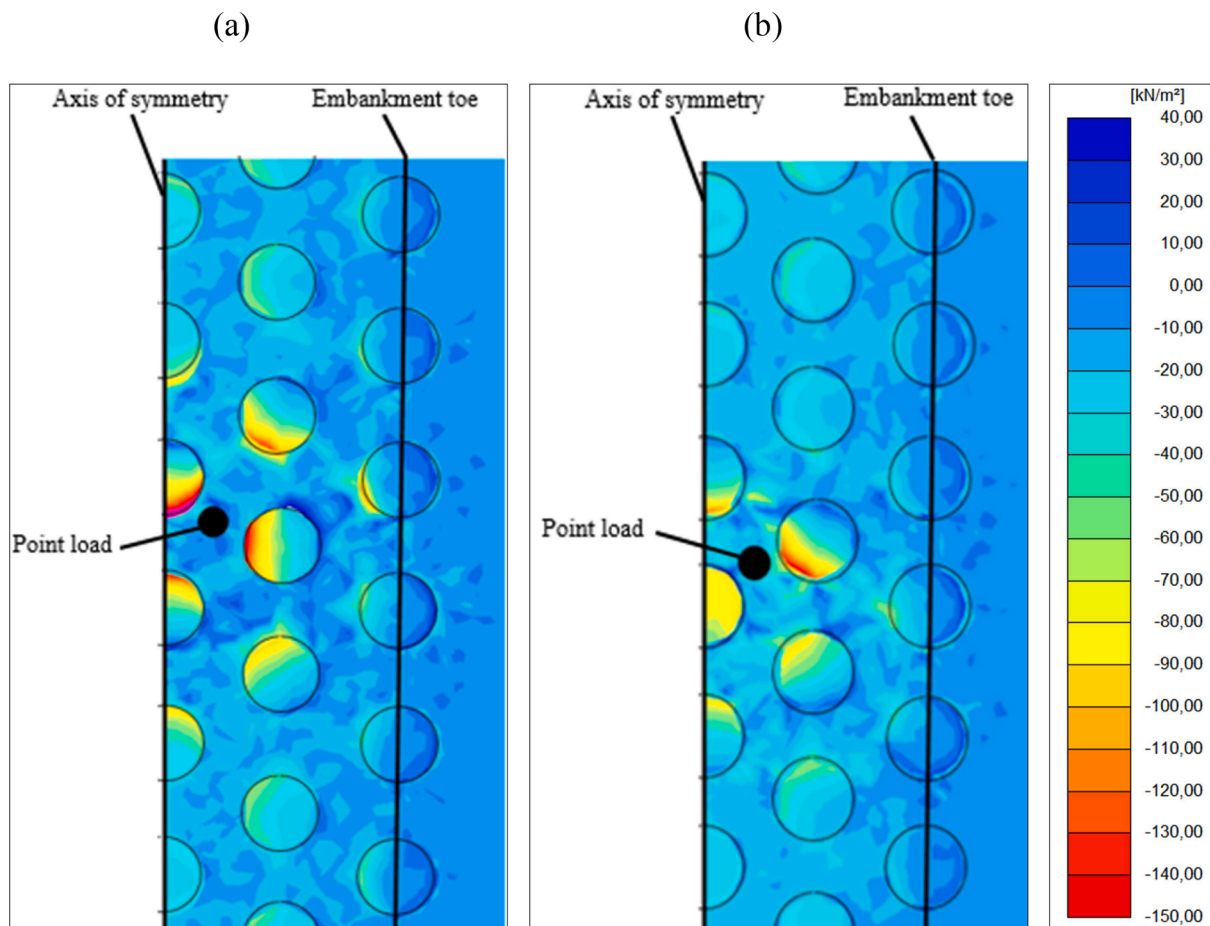 (a)
(b)
Axis of symmetry
Embankment toe
Point load
Axis of symmetry
Embankment toe
Point load
[kN/m²]
40,00
30,00
20,00
10,00
0,00
-10,00
-20,00
-30,00
-40,00
-50,00
-60,00
-70,00
-80,00
-90,00
-100,00
-110,00
-120,00
-130,00
-140,00
-150,00